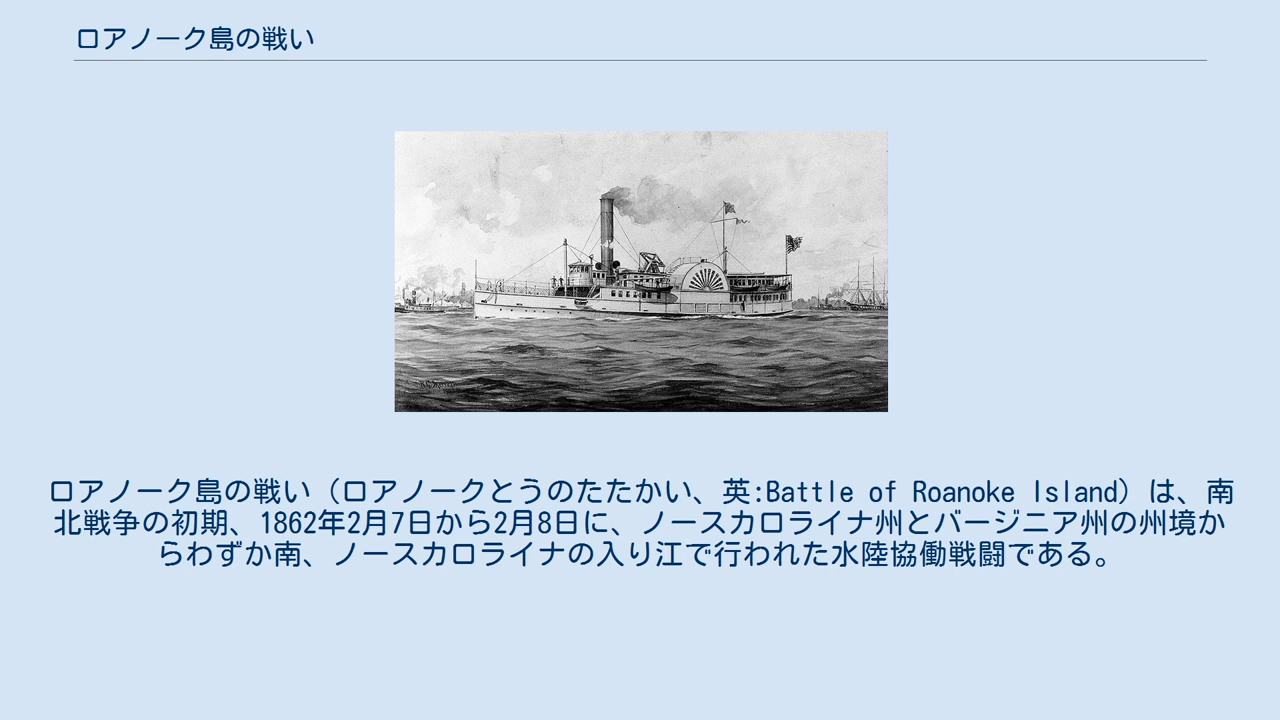 ロアノーク島の戦い
ロアノーク島の戦い（ロアノークとうのたたかい、英:Battle of Roanoke Island）は、南
北戦争の初期、1862年2月7日から2月8日に、ノースカロライナ州とバージニア州の州境か
らわずか南、ノースカロライナの入り江で行われた水陸協働戦闘である。